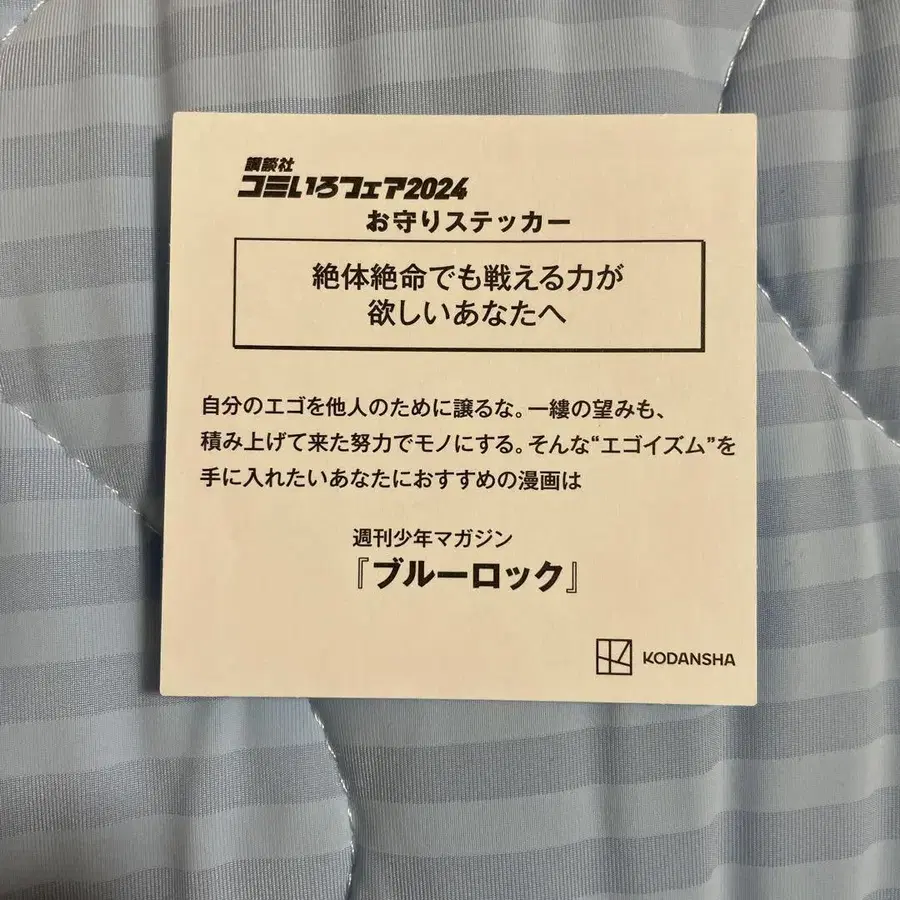 講談社
コミいろフェア2024
お守りステッカー
絶体絶命でも戦える力が
欲しいあなたへ
自分のエゴを他人のために譲るな。一縷の望みも、
積み上げて来た努力でモノにする。そんな“エゴイズム”を
手に入れたいあなたにおすすめの漫画は
週刊少年マガジン
『ブルーロック』
KODANSHA